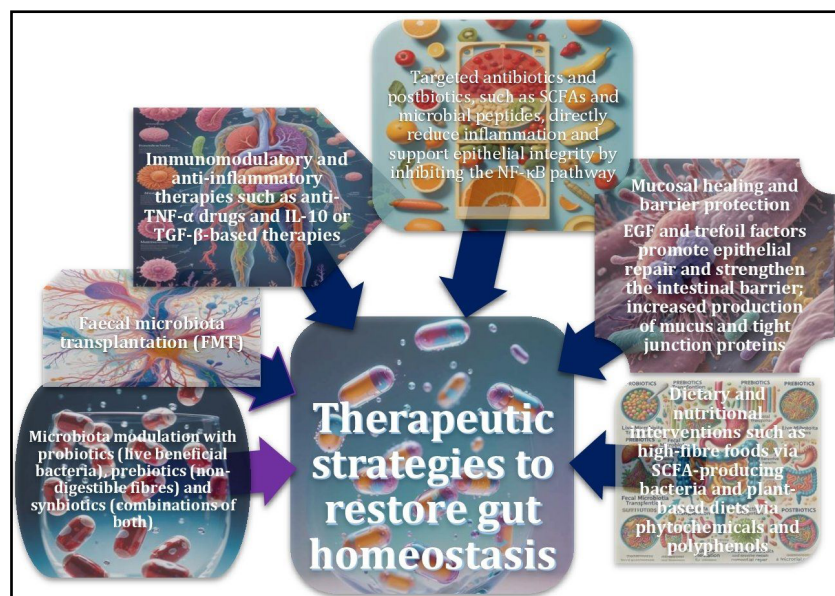 Targeted antibiotics and
postbiotics, such as SCFAs and
microbial peptides, directly
reduce inflammation and
support epithelial integrity by
inhibiting the NF-κB pathway
Immunomodulatory and
anti-inflammatory
therapies such as anti-
TNF-α drugs and IL-10 or
TGF-β-based therapies
Mucosal healing and
barrier protection
EGF and trefoil factors
promote epithelial
repair and strengthen
the intestinal barrier;
increased production
of mucus and tight
junction proteins
Faecal microbiota
transplantation (FMT)
Microbiota modulation with
probiotics (live beneficial
bacteria), prebiotics (non-
digestible fibres) and
synbiotics (combinations of
both)
Therapeutic
strategies to
restore gut
homeostasis
Dietary and
nutritional
interventions such as
high-fibre foods via
SCFA-producing
bacteria and plant-
based diets via
phytochemicals and
polyphenols